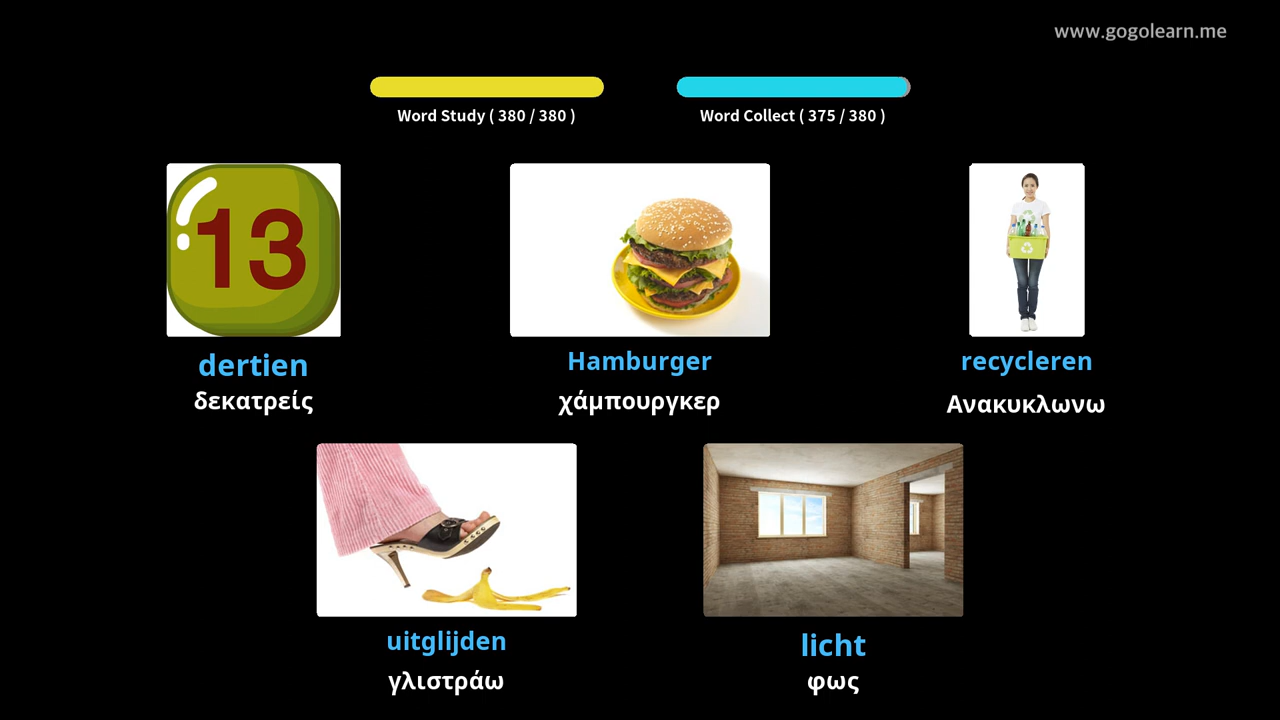 www.gogolearn.me
Word Study ( 380 / 380 )
Word Collect ( 375 / 380 )
13
dertien
δεκατρείς
Hamburger
χάμπουργκερ
recycleren
Ανακυκλωνω
uitglijden
γλιστράω
licht
φως